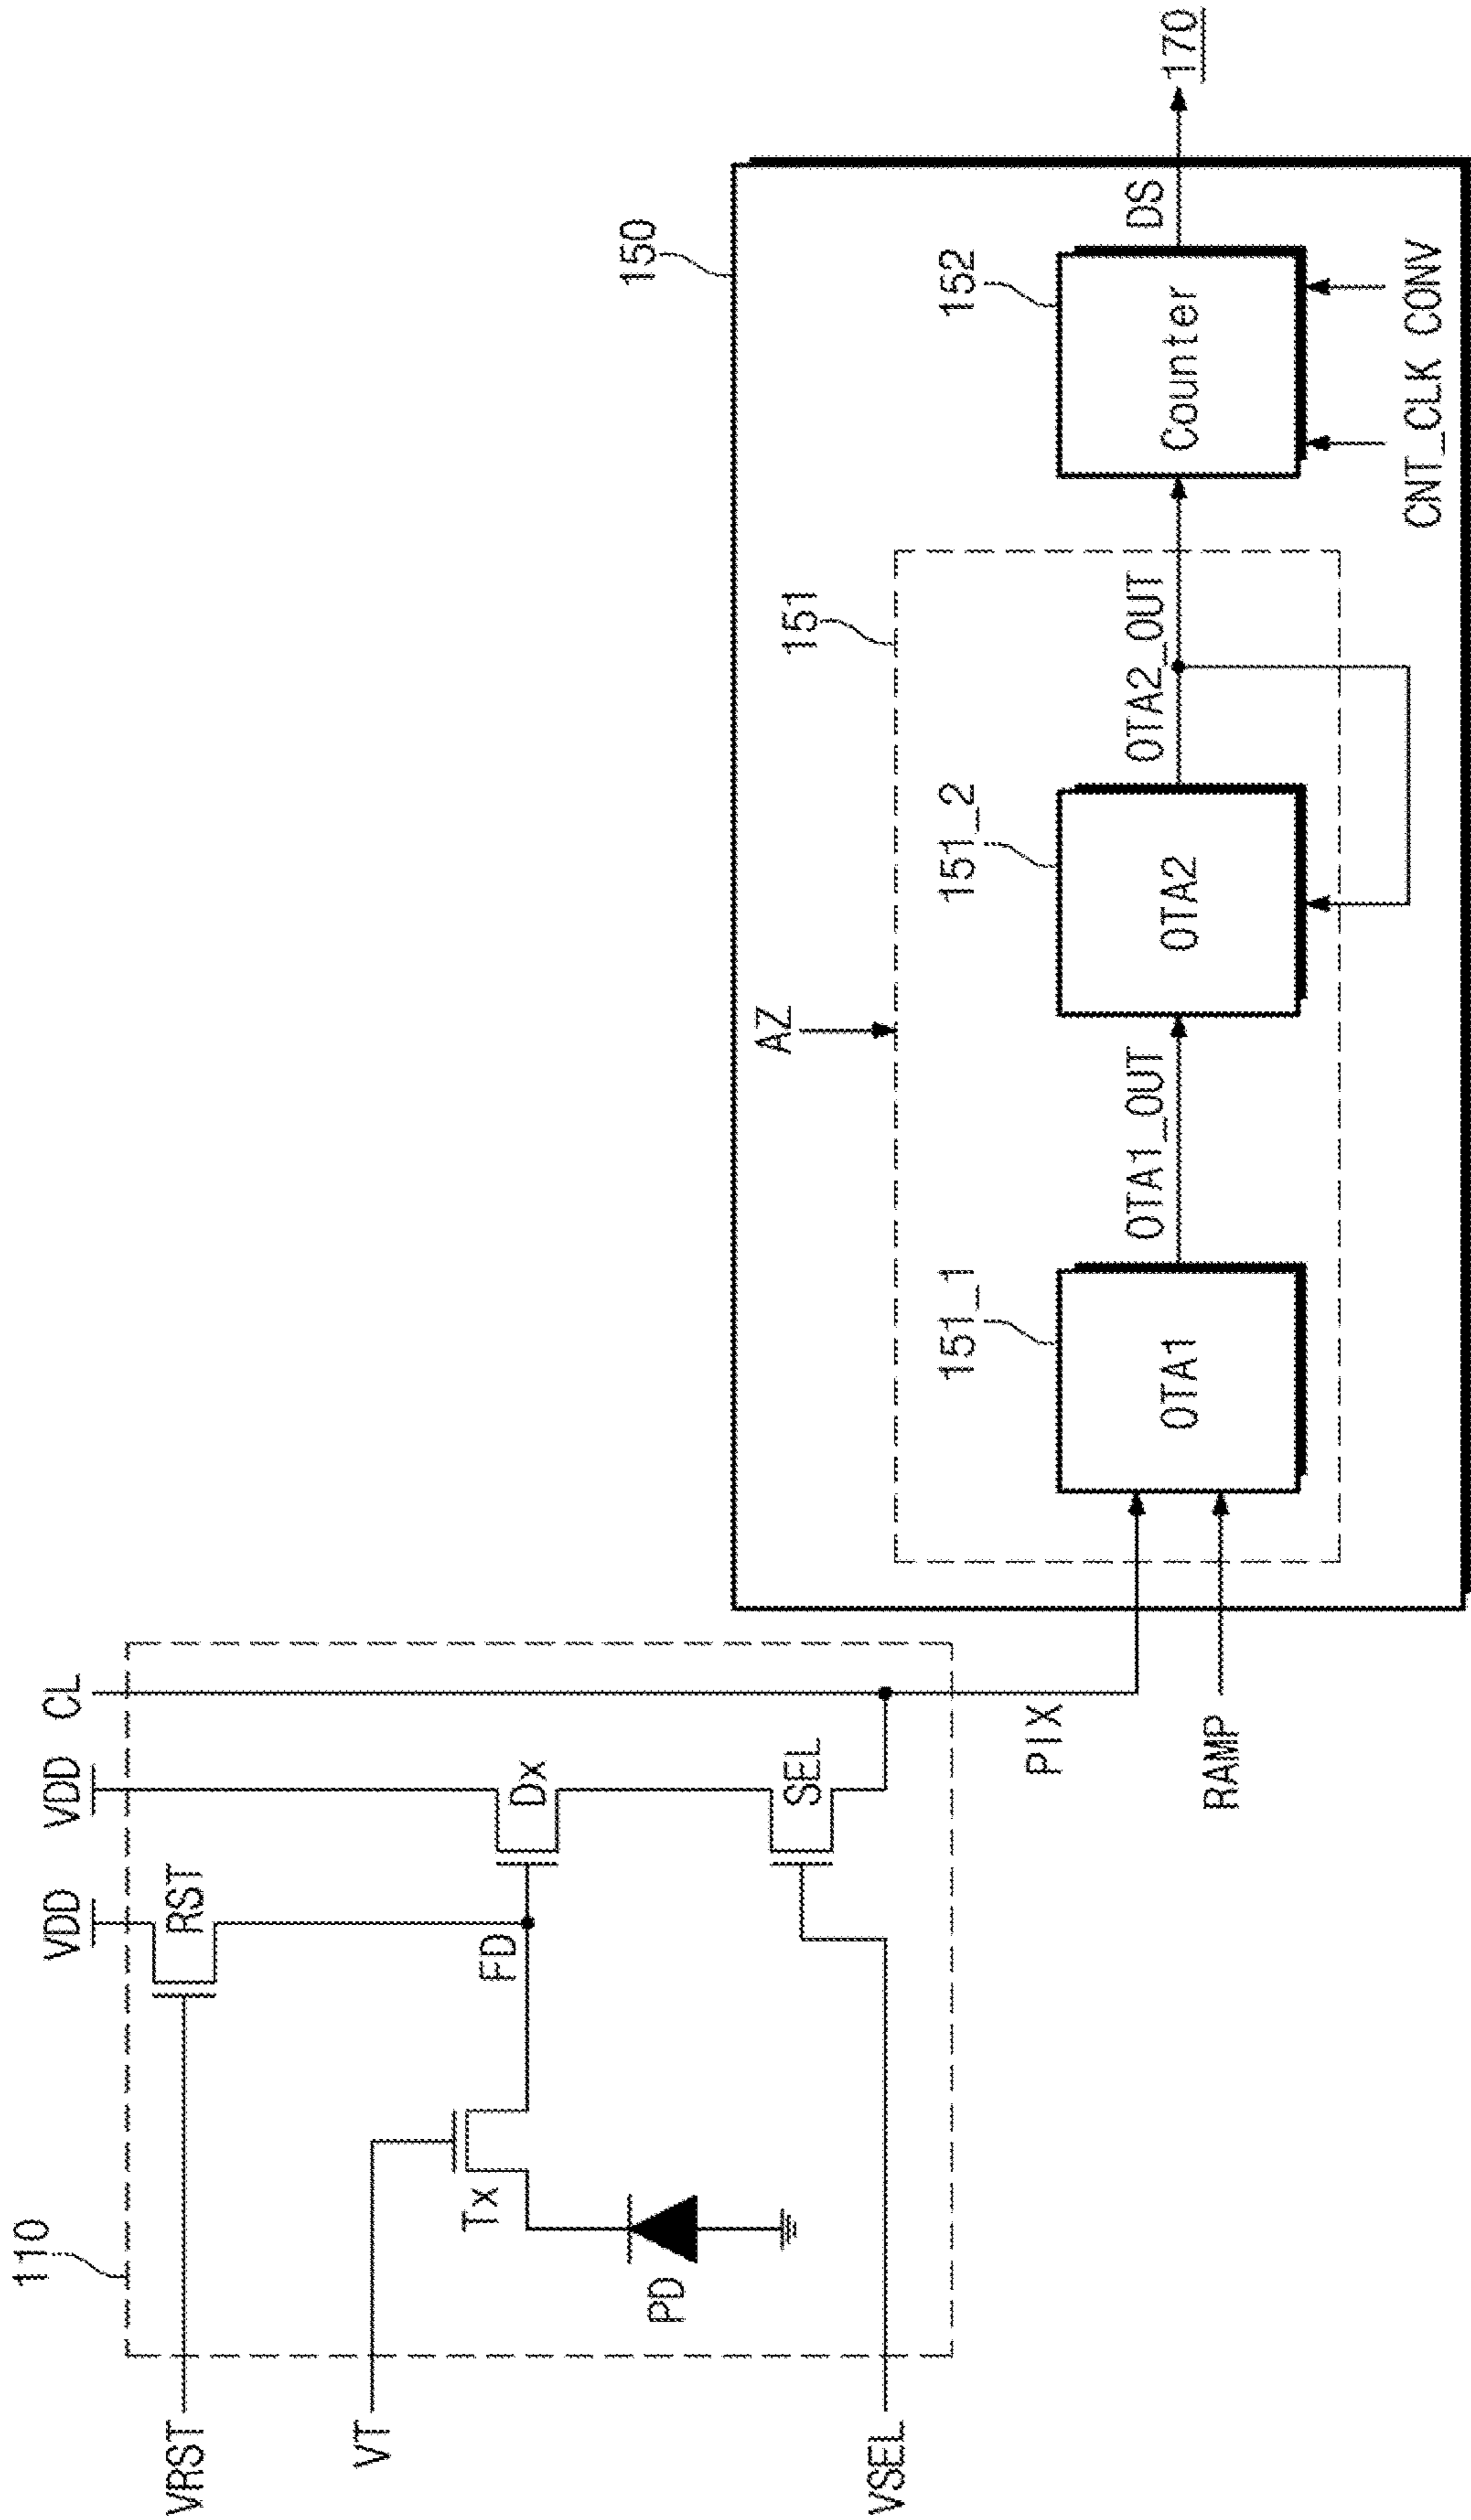 110
VDD
VDD
CL
VRST
RST
VT
Tx
FD
Dx
PD
VSEL
SEL
PIX
RAMP
150
AZ
151
151_1
OTA1
OTA1_OUT
151_2
OTA2
OTA2_OUT
152
Counter
DS
170
CNT_CLK
CONV